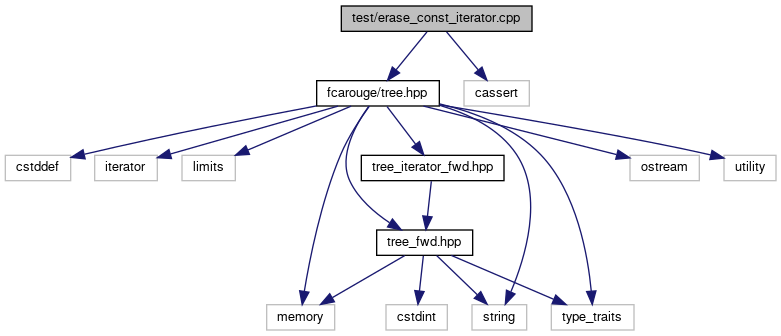 test/erase_const_iterator.cpp
fcarouge/tree.hpp
cassert
cstddef
iterator
limits
tree_iterator_fwd.hpp
ostream
utility
tree_fwd.hpp
memory
cstdint
string
type_traits